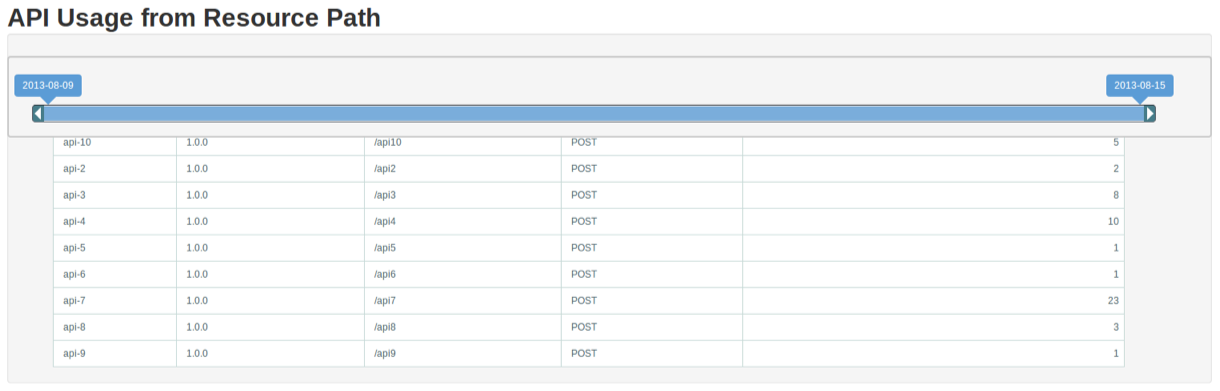 API Usage from Resource Path
2013-08-09 2013-08-15
api-10 1.0.0 /api10 POST 5
api-2 1.0.0 /api2 POST 2
api-3 1.0.0 /api3 POST 8
api-4 1.0.0 /api4 POST 10
api-5 1.0.0 /api5 POST 1
api-6 1.0.0 /api6 POST 1
api-7 1.0.0 /api7 POST 23
api-8 1.0.0 /api8 POST 3
api-9 1.0.0 /api9 POST 1